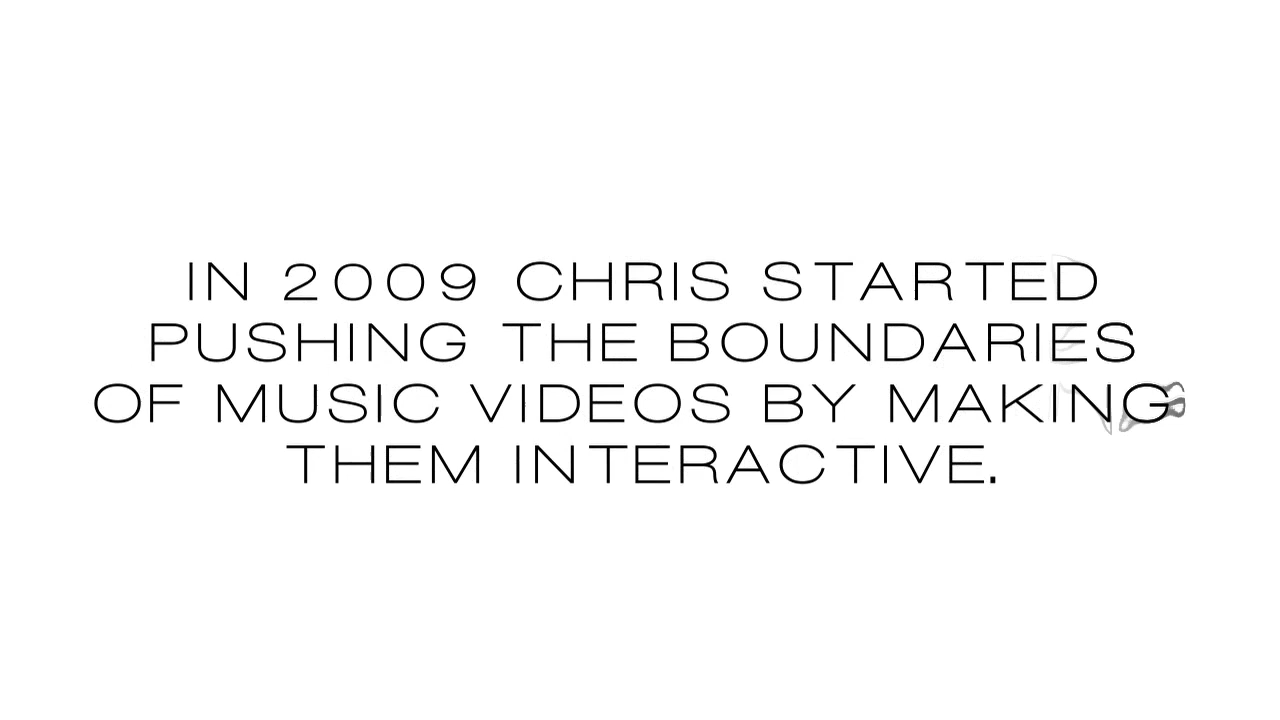 IN 2009 CHRIS STARTED
PUSHING THE BOUNDARIES
OF MUSIC VIDEOS BY MAKING
THEM INTERACTIVE.